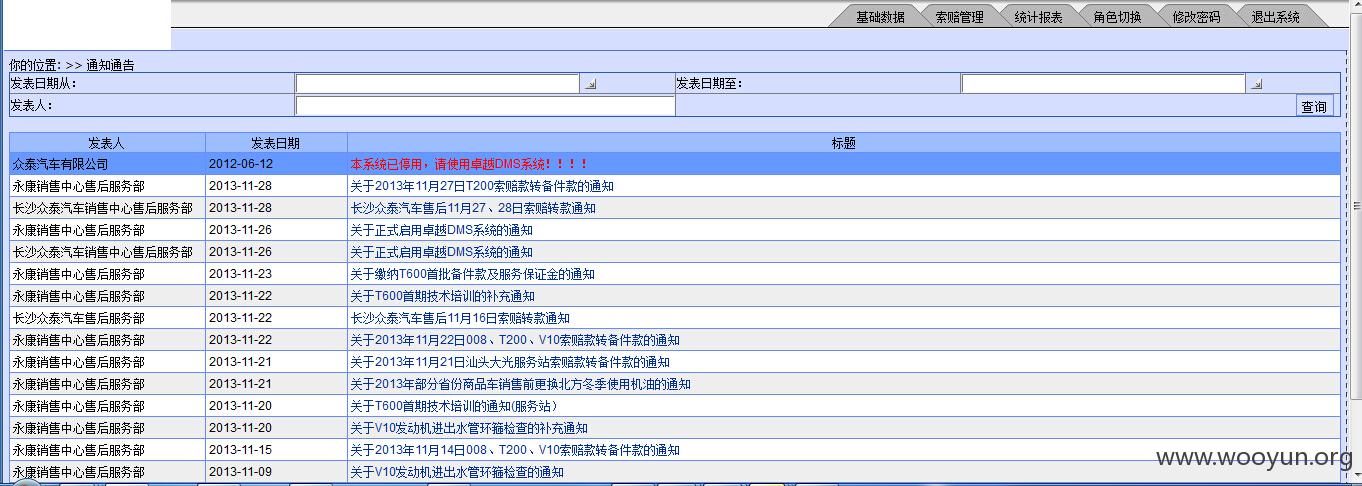 基础数据 索赔管理 统计报表 角色切换 修改密码 退出系统
你的位置: >> 通知通告
发表日期从: 发表日期至:
发表人: 查询
发表人 发表日期 标题
众泰汽车有限公司 2012-06-12 本系统已停用，请使用卓越DMS系统！！！！
永康销售中心售后服务部 2013-11-28 关于2013年11月27日T200索赔款转备件款的通知
长沙众泰汽车销售中心售后服务部 2013-11-28 长沙众泰汽车售后11月27、28日索赔转款通知
永康销售中心售后服务部 2013-11-26 关于正式启用卓越DMS系统的通知
长沙众泰汽车销售中心售后服务部 2013-11-26 关于正式启用卓越DMS系统的通知
永康销售中心售后服务部 2013-11-23 关于缴纳T600首批备件款及服务保证金的通知
永康销售中心售后服务部 2013-11-22 关于T600首期技术培训的补充通知
长沙众泰汽车售后服务部 2013-11-22 长沙众泰汽车售后11月16日索赔转款通知
永康销售中心售后服务部 2013-11-22 关于2013年11月22日008、T200、V10索赔款转备件款的通知
永康销售中心售后服务部 2013-11-21 关于2013年11月21日汕头大光服务站索赔款转备件款的通知
永康销售中心售后服务部 2013-11-21 关于2013年部分省份商品车销售前更换北方冬季使用机油的通知
永康销售中心售后服务部 2013-11-20 关于T600首期技术培训的通知(服务站）
永康销售中心售后服务部 2013-11-20 关于V10发动机进出水管环箍检查的补充通知
永康销售中心售后服务部 2013-11-15 关于2013年11月14日008、T200、V10索赔款转备件款的通知
永康销售中心售后服务部 2013-11-09 关于V10发动机进出水管环箍检查的通知
www.wooyun.org